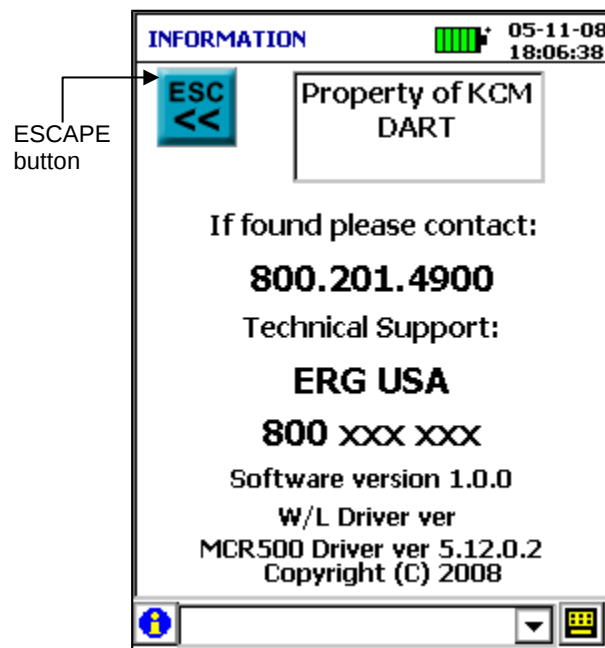 INFORMATION
05-11-08
18:06:38
ESCAPE
button
ESC
<<
Property of KCM
DART
If found please contact:
800.201.4900
Technical Support:
ERG USA
800 xxx xxx
Software version 1.0.0
W/L Driver ver
MCR500 Driver ver 5.12.0.2
Copyright (C) 2008